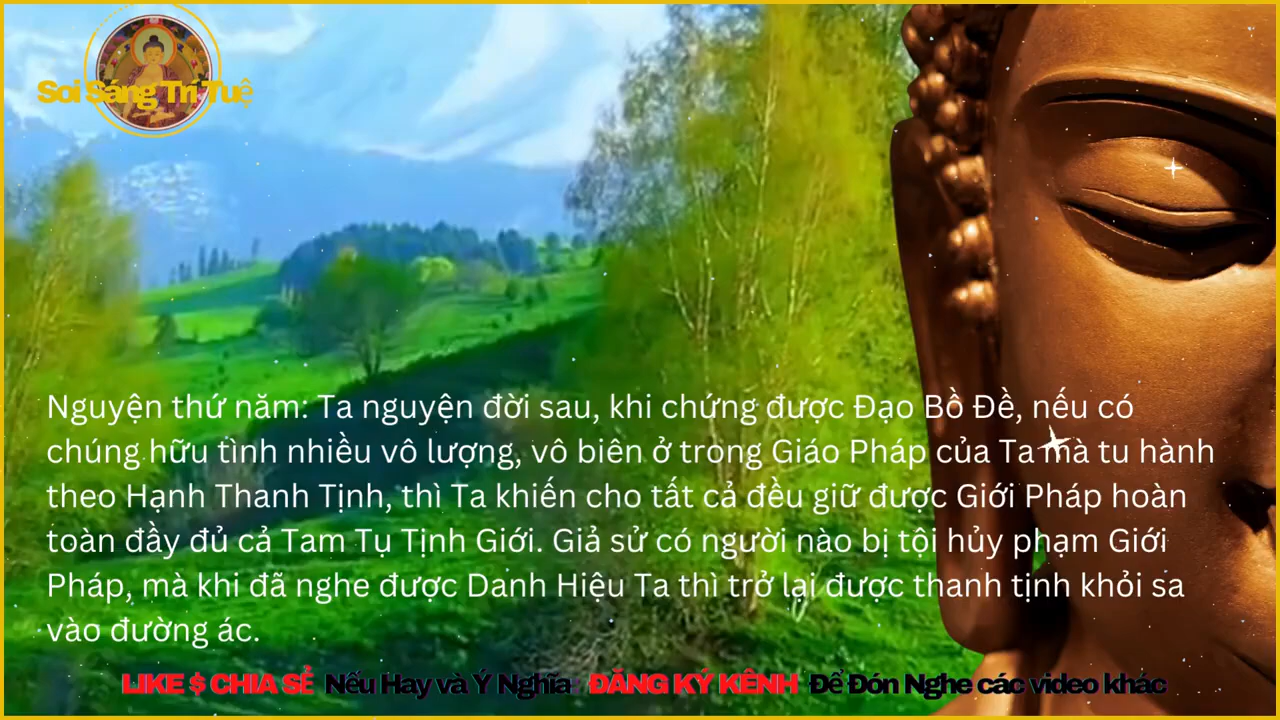 Soi Sáng Trí Tuệ
Nguyện thứ năm: Ta nguyện đời sau, khi chứng được Đạo Bồ Đề, nếu có
chúng hữu tình nhiều vô lượng, vô biên ở trong Giáo Pháp của Ta mà tu hành
theo Hạnh Thanh Tịnh, thì Ta khiến cho tất cả đều giữ được Giới Pháp hoàn
toàn đầy đủ cả Tam Tụ Tịnh Giới. Giả sử có người nào bị tội hủy phạm Giới
Pháp, mà khi đã nghe được Danh Hiệu Ta thì trở lại được thanh tịnh khỏi sa
vào đường ác.
LIKE $ CHIA SẺ Nếu Hay và Ý Nghĩa ĐĂNG KÝ KÊNH Để Đón Nghe các video khác